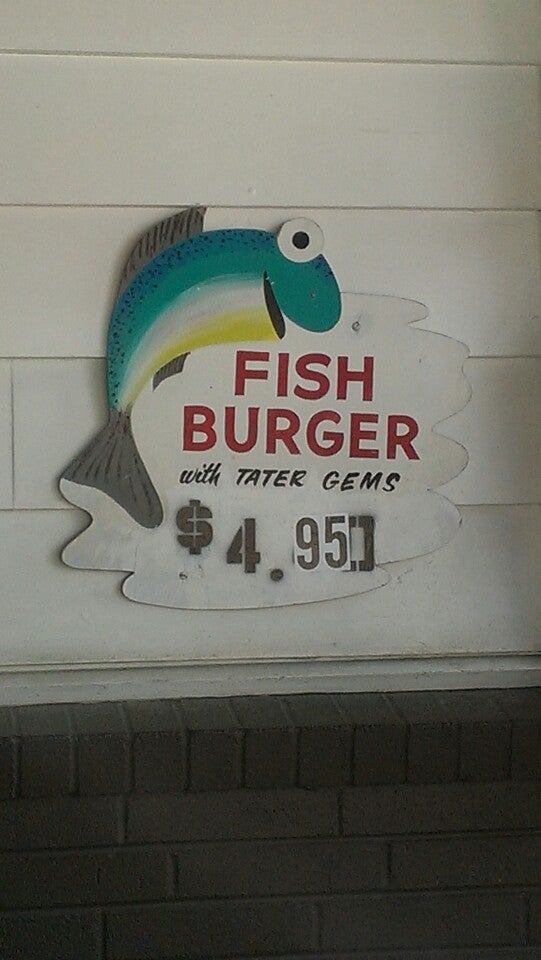 FISH
BURGER
with TATER GEMS
$4.95